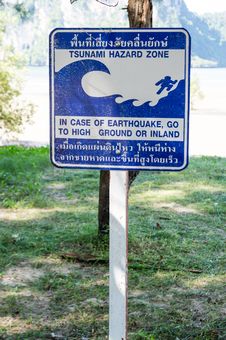 พื้นที่เสี่ยงภัยคลื่นยักษ์
TSUNAMI HAZARD ZONE
IN CASE OF EARTHQUAKE, GO
TO HIGH GROUND OR INLAND
เมื่อเกิดแผ่นดินไหว ให้หนีห่าง
จากชายหาดและขึ้นที่สูงโดยเร็ว